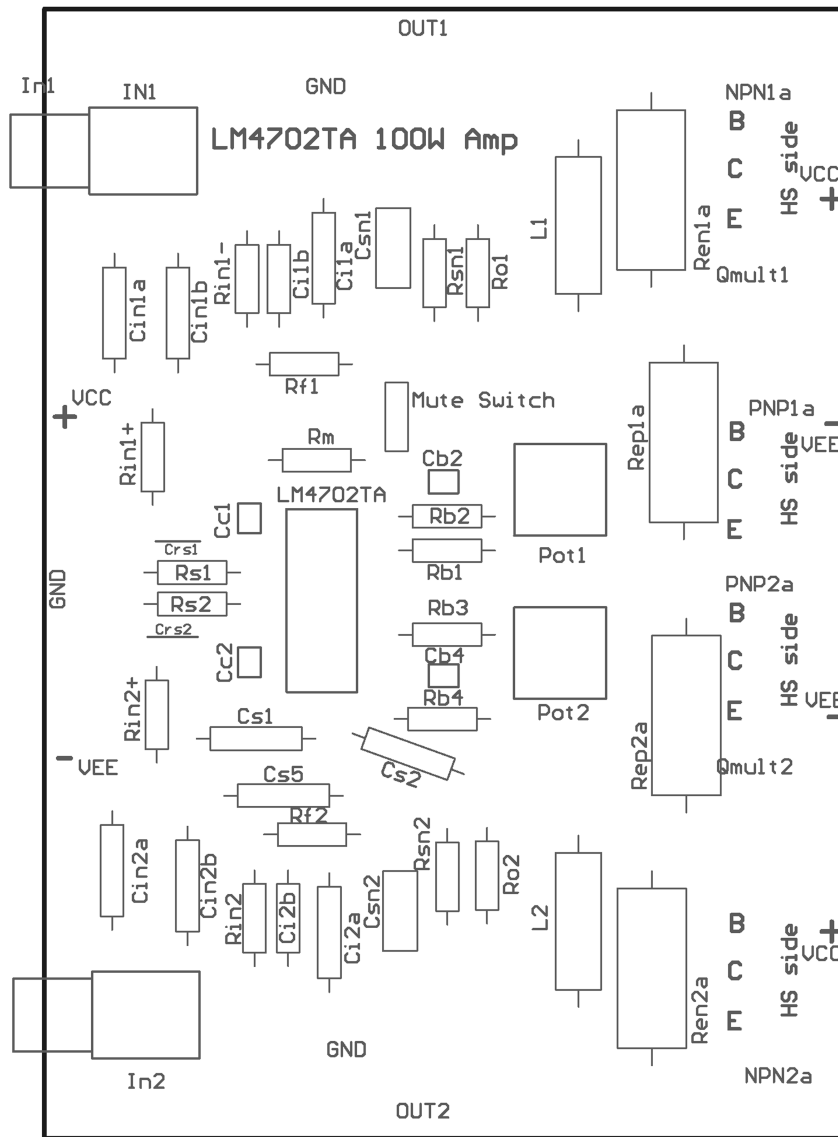 OUT1
In1
IN1
GND
NPN1a
B
LM4702TA 100W Amp
C
HS side
VCC
+
E
L1
Ren1a
Qmult1
Rin1-
Ci1b
Ci1a
Csn1
Rsn1
Ro1
Cin1a
Cin1b
Rf1
+
VCC
Mute Switch
Rin1+
Rm
Cb2
Rep1a
PNP1a
B
-
VEE
C
HS side
E
LM4702TA
Cc1
Rb2
Crs1
Rs1
Rb1
Pot1
GND
Rs2
Rb3
PNP2a
B
Crs2
Cc2
Cb4
C
HS side
Rin2+
Rb4
E
VEE
-
Cs1
Pot2
-
VEE
Cs2
Rep2a
Qmult2
Cs5
Rf2
Cin2a
Cin2b
Rin2
Ci2b
Ci2a
Csn2
Rsn2
Ro2
L2
B
+
VCC
C
HS side
E
Ren2a
GND
In2
NPN2a
OUT2